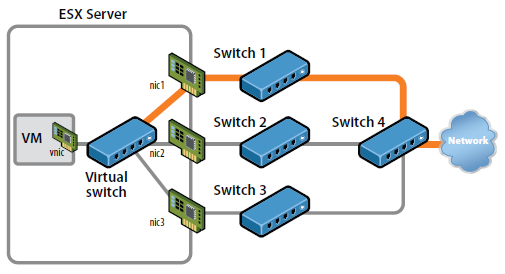 ESX Server
Switch 1
nic1
Switch 2
Switch 4
VM
vnic
nic2
Network
Virtual
switch
Switch 3
nic3